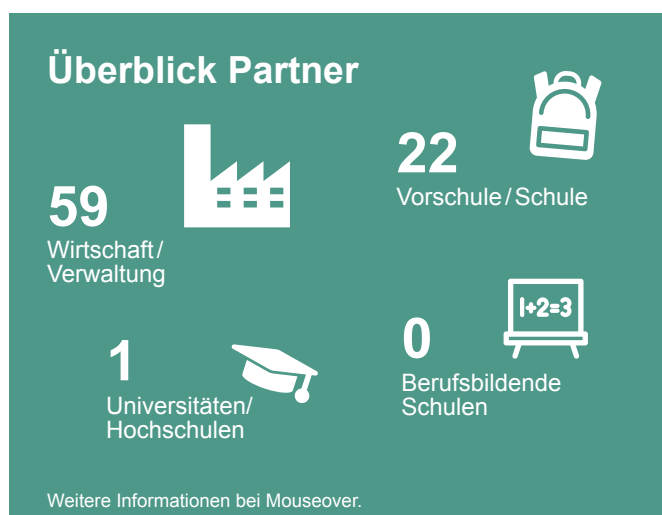 Überblick Partner
59
Wirtschaft/
Verwaltung
22
Vorschule/Schule
1
Universitäten/
Hochschulen
0
Berufsbildende
Schulen
1+2=3
Weitere Informationen bei Mouseover.